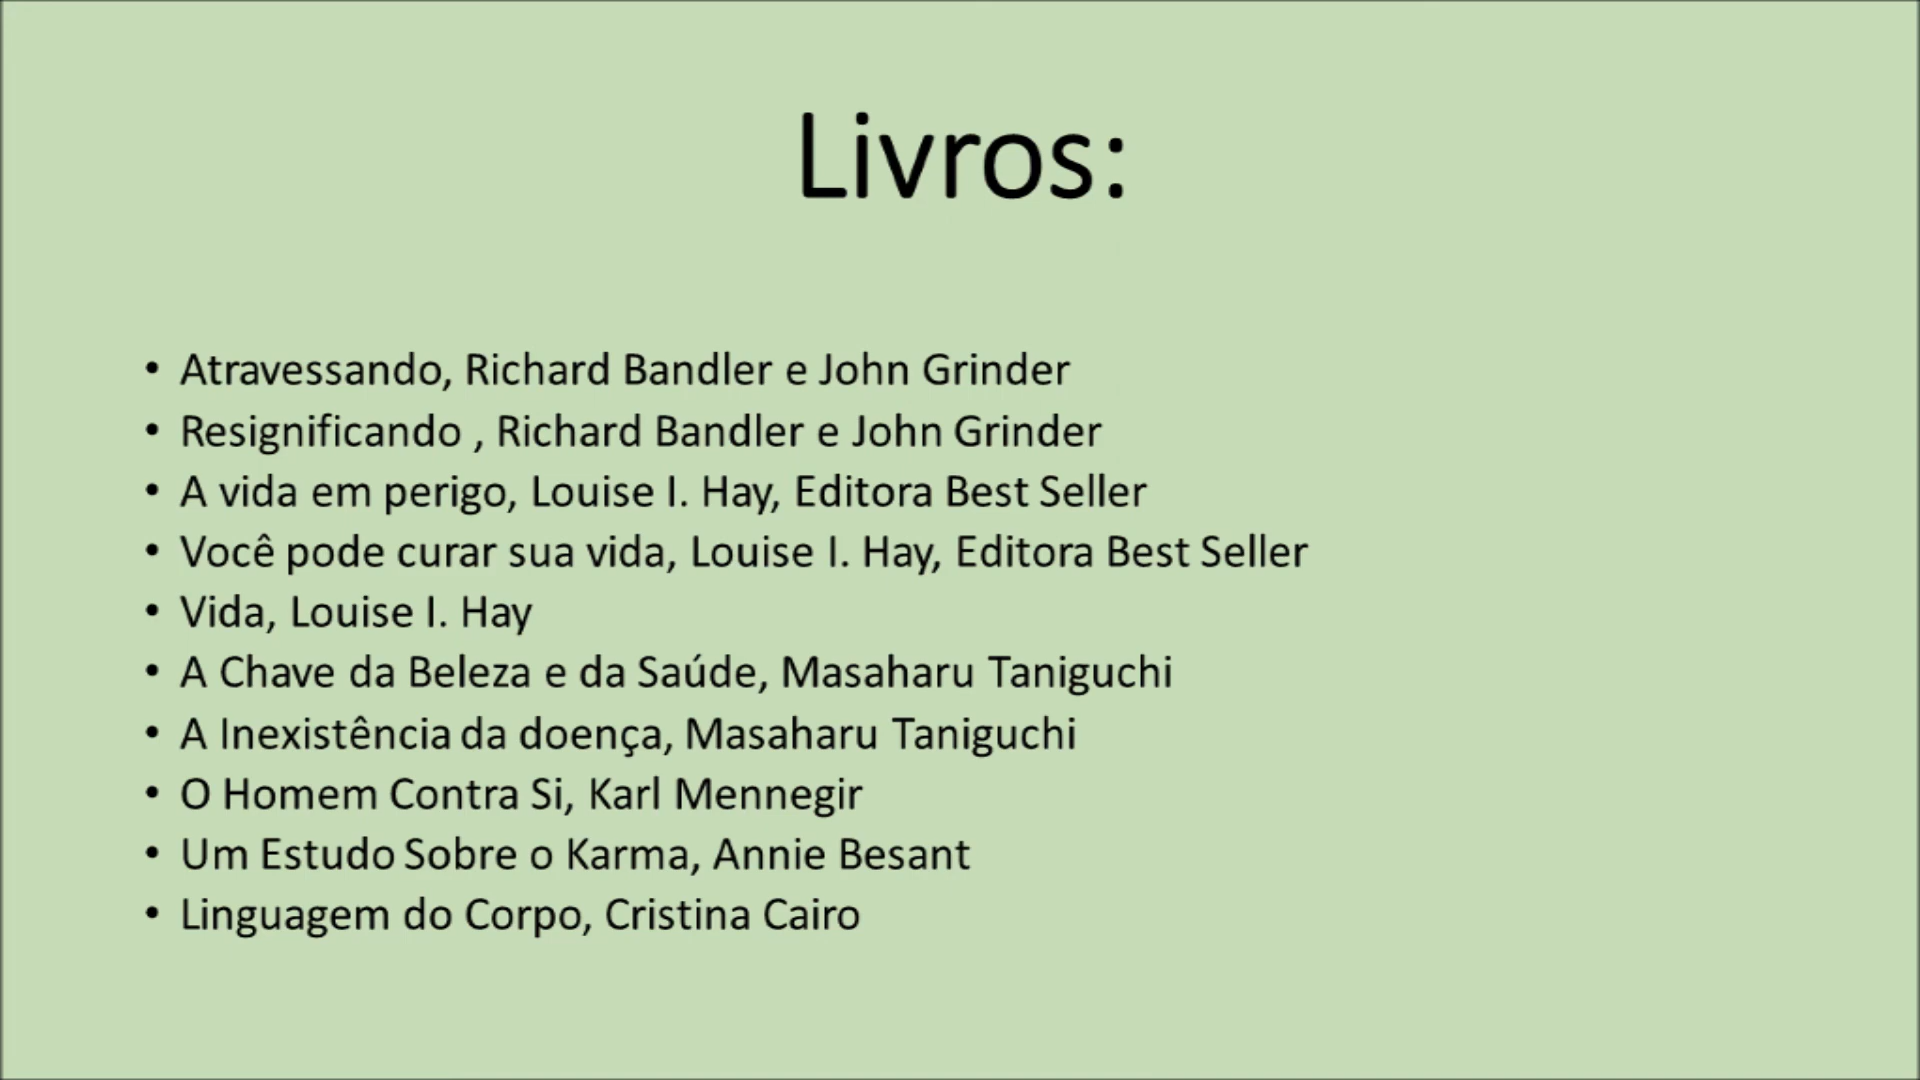 Livros:
• Atravessando, Richard Bandler e John Grinder
• Resignificando , Richard Bandler e John Grinder
• A vida em perigo, Louise I. Hay, Editora Best Seller
• Você pode curar sua vida, Louise I. Hay, Editora Best Seller
• Vida, Louise I. Hay
• A Chave da Beleza e da Saúde, Masaharu Taniguchi
• A Inexistência da doença, Masaharu Taniguchi
• O Homem Contra Si, Karl Mennegir
• Um Estudo Sobre o Karma, Annie Besant
• Linguagem do Corpo, Cristina Cairo